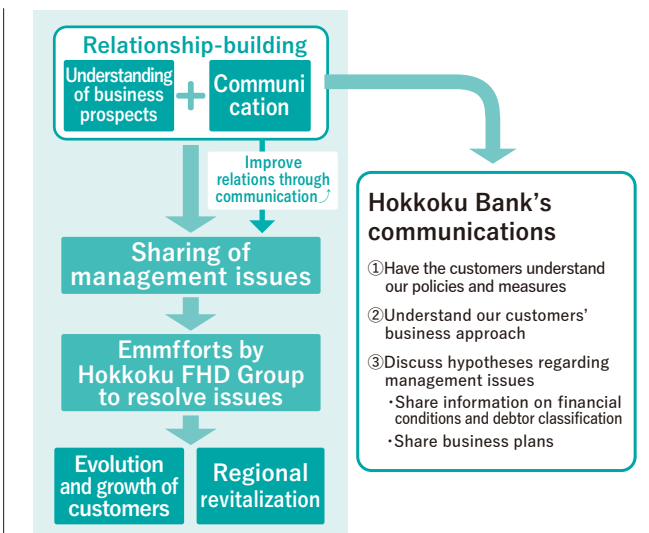 Relationship-building
Understanding
of business
prospects
+
Communi
cation
Improve
relations through
communication⤴
Sharing of
management issues
Emmfforts by
Hokkoku FHD Group
to resolve issues
Evolution
and growth of
customers
Regional
revitalization
Hokkoku Bank’s
communications
①Have the customers understand
our policies and measures
②Understand our customers’
business approach
③Discuss hypotheses regarding
management issues
・Share information on financial
conditions and debtor classification
・Share business plans